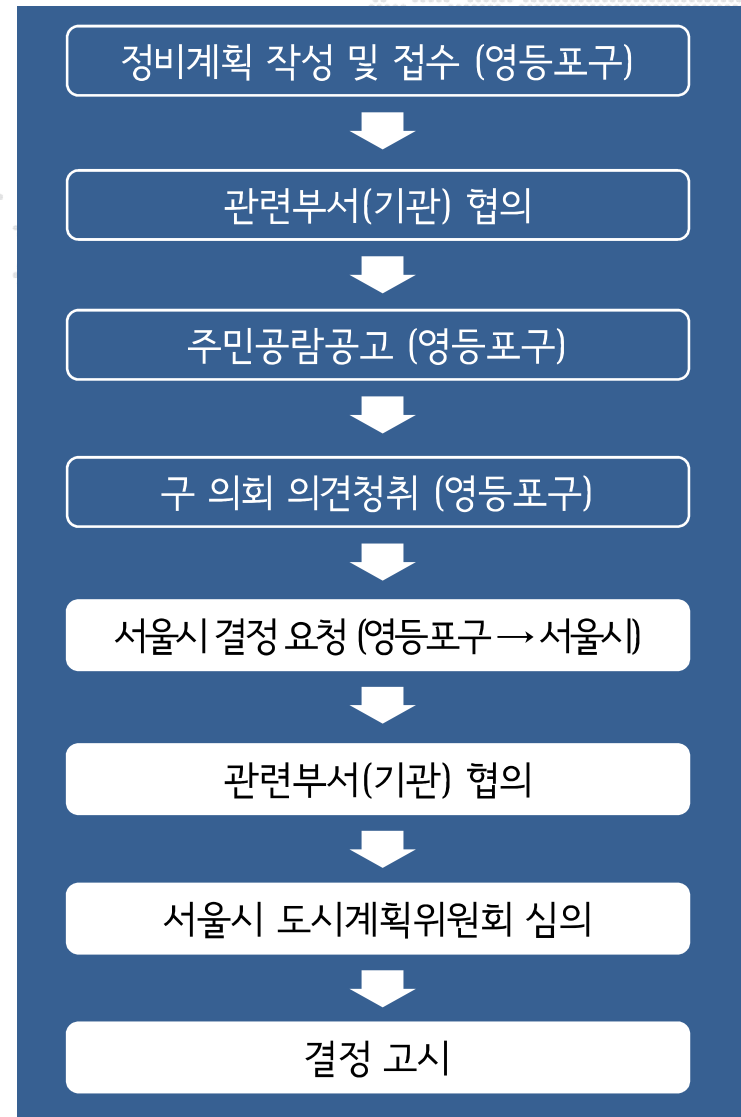 정비계획 작성 및 접수 (영등포구)
관련부서(기관) 협의
주민공람공고 (영등포구)
구 의회 의견청취 (영등포구)
서울시 결정 요청 (영등포구 → 서울시)
관련부서(기관) 협의
서울시 도시계획위원회 심의
결정 고시